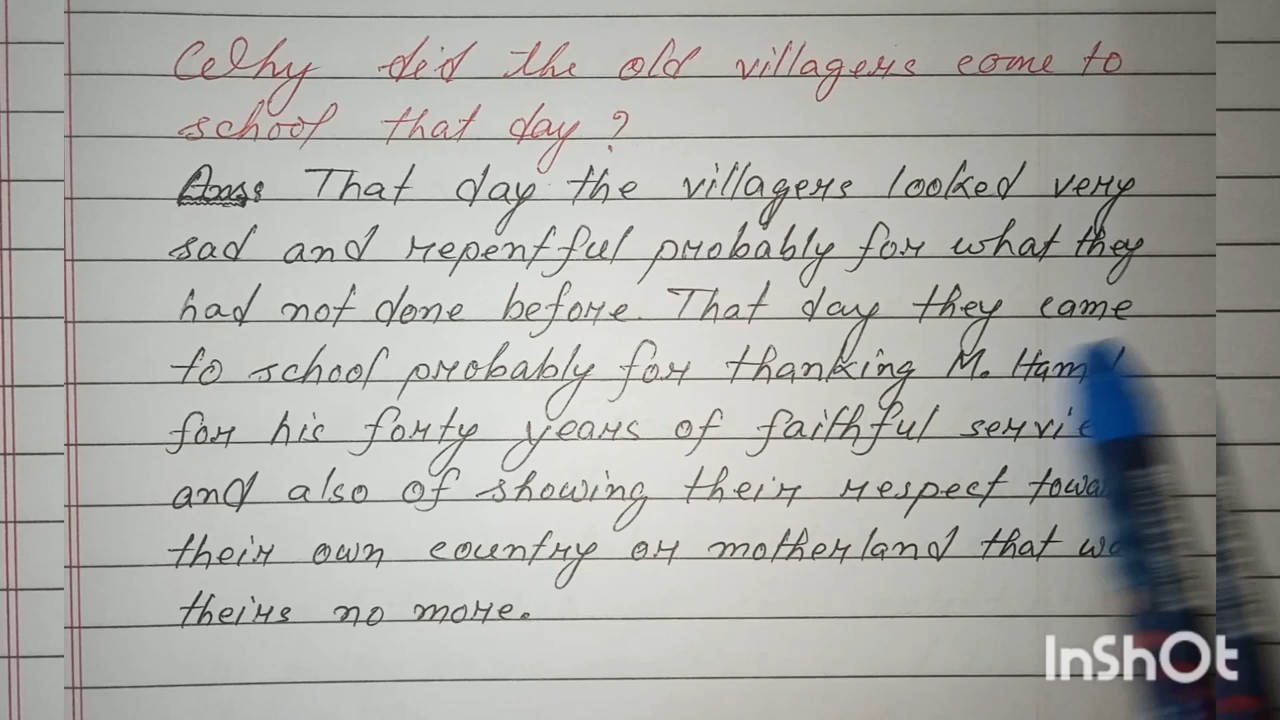 Why did the old villagers come to
school that day?
Ans: That day the villagers looked very
sad and repentful probably for what they
had not done before. That day they came
to school probably for thanking M. Ham
for his forty years of faithful servic
and also of showing their respect towa
their own country or motherland that wa
theirs no more.
InShOt